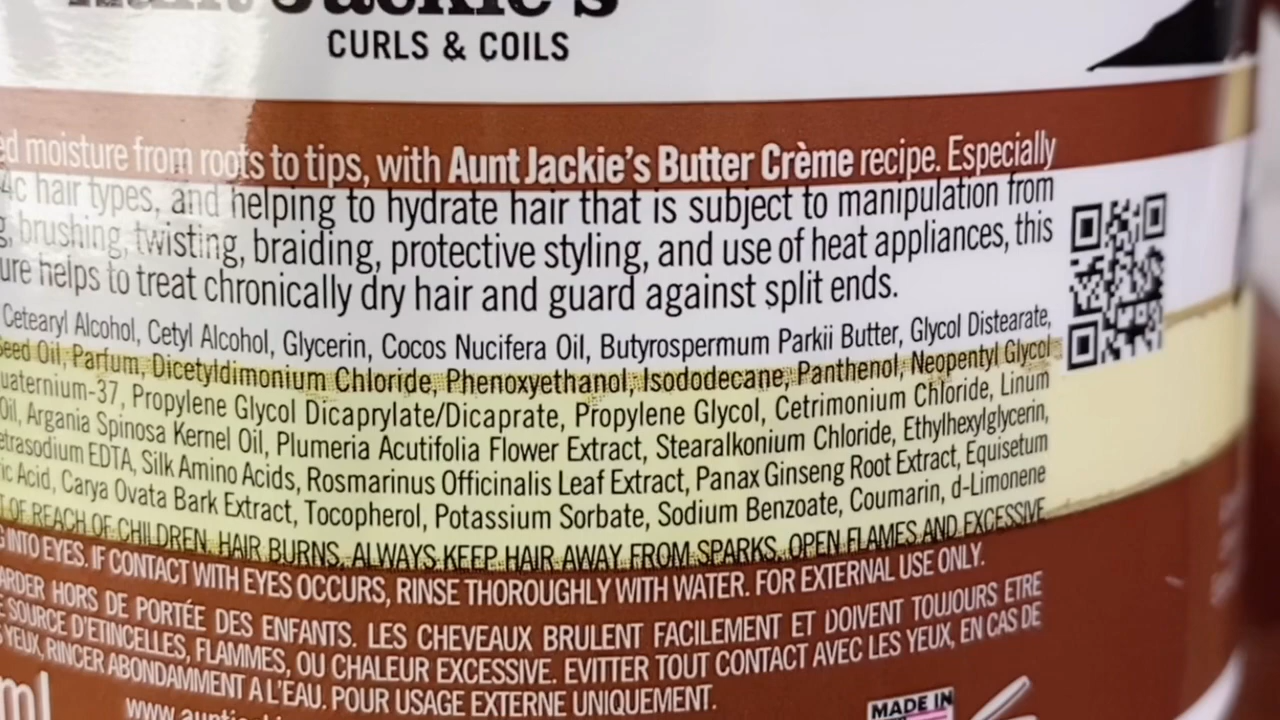 Aunt Jackie's
CURLS & COILS
moisture from roots to tips, with Aunt Jackie's Butter Crème recipe. Especially
4c hair types, and helping to hydrate hair that is subject to manipulation from
brushing, twisting, braiding, protective styling, and use of heat appliances, this
helps to treat chronically dry hair and guard against split ends.
Cetearyl Alcohol, Cetyl Alcohol, Glycerin, Cocos Nucifera Oil, Butyrospermum Parkii Butter, Glycol Distearate,
Seed Oil, Parfum, Dicetyldimonium Chloride, Phenoxyethanol, Isododecane, Panthenol, Neopentyl Glycol
uaternium-37, Propylene Glycol Dicaprylate/Dicaprate, Propylene Glycol, Cetrimonium Chloride, Linum
Oil, Argania Spinosa Kernel Oil, Plumeria Acutifolia Flower Extract, Stearalkonium Chloride, Ethylhexylglycerin,
etrasodium EDTA, Silk Amino Acids, Rosmarinus Officinalis Leaf Extract, Panax Ginseng Root Extract, Equisetum
ic Acid, Carya Ovata Bark Extract, Tocopherol, Potassium Sorbate, Sodium Benzoate, Coumarin, d-Limonene
OF REACH OF CHILDREN. HAIR BURNS. ALWAYS KEEP HAIR AWAY FROM SPARKS, OPEN FLAMES AND EXCESSIVE
INTO EYES. IF CONTACT WITH EYES OCCURS, RINSE THOROUGHLY WITH WATER. FOR EXTERNAL USE ONLY.
ARDER HORS DE PORTÉE DES ENFANTS. LES CHEVEAUX BRULENT FACILEMENT ET DOIVENT TOUJOURS ETRE
SOURCE D'ETINCELLES, FLAMMES, OU CHALEUR EXCESSIVE. EVITER TOUT CONTACT AVEC LES YEUX, EN CAS DE
YEUX, RINCER ABONDAMMENT A L'EAU. POUR USAGE EXTERNE UNIQUEMENT.
ml
MADE IN